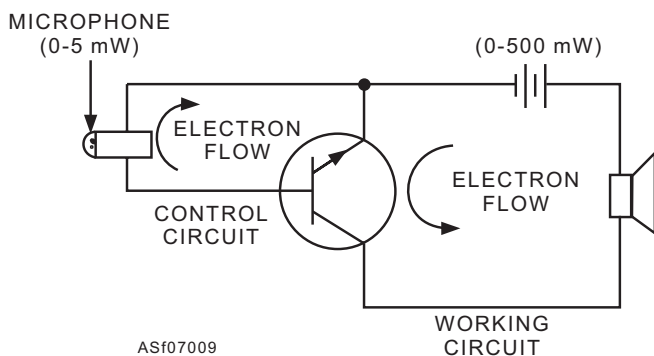 MICROPHONE
(0-5 mW)
(0-500 mW)
ELECTRON
FLOW
ELECTRON
FLOW
CONTROL
CIRCUIT
WORKING
CIRCUIT
ASf07009